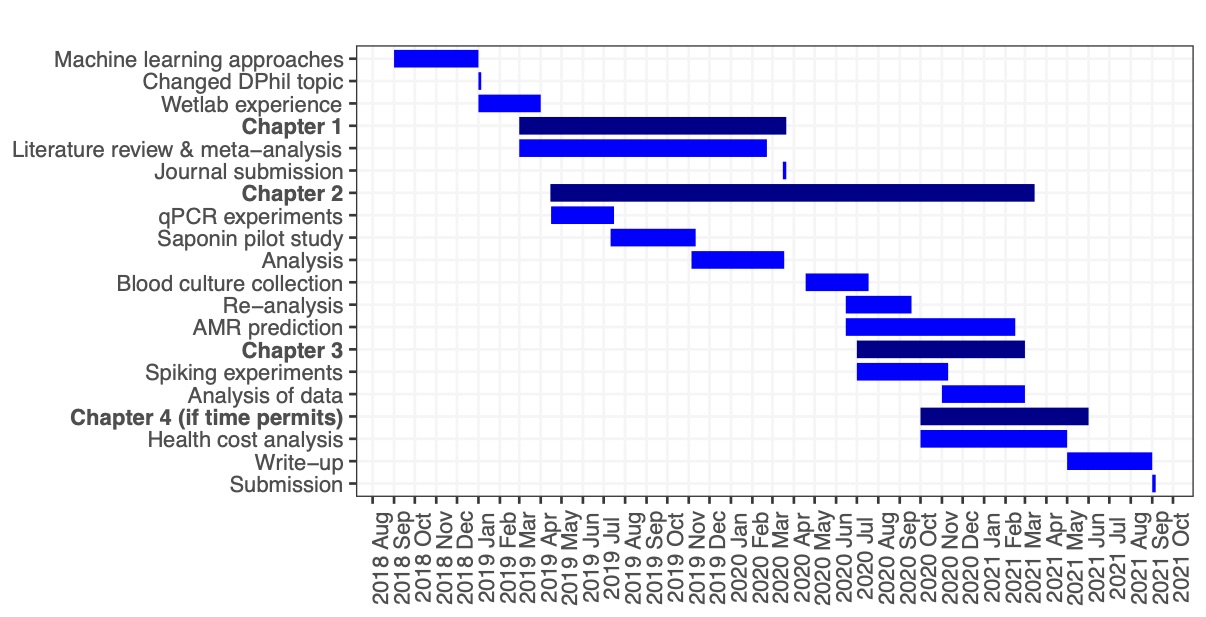 Machine learning approaches
Changed DPhil topic
Wetlab experience
Chapter 1
Literature review & meta−analysis
Journal submission
Chapter 2
qPCR experiments
Saponin pilot study
Analysis
Blood culture collection
Re−analysis
AMR prediction
Chapter 3
Spiking experiments
Analysis of data
Chapter 4 (if time permits)
Health cost analysis
Write−up
Submission
2018 Aug
2018 Sep
2018 Oct
2018 Nov
2018 Dec
2019 Jan
2019 Feb
2019 Mar
2019 Apr
2019 May
2019 Jun
2019 Jul
2019 Aug
2019 Sep
2019 Oct
2019 Nov
2019 Dec
2020 Jan
2020 Feb
2020 Mar
2020 Apr
2020 May
2020 Jun
2020 Jul
2020 Aug
2020 Sep
2020 Oct
2020 Nov
2020 Dec
2021 Jan
2021 Feb
2021 Mar
2021 Apr
2021 May
2021 Jun
2021 Jul
2021 Aug
2021 Sep
2021 Oct